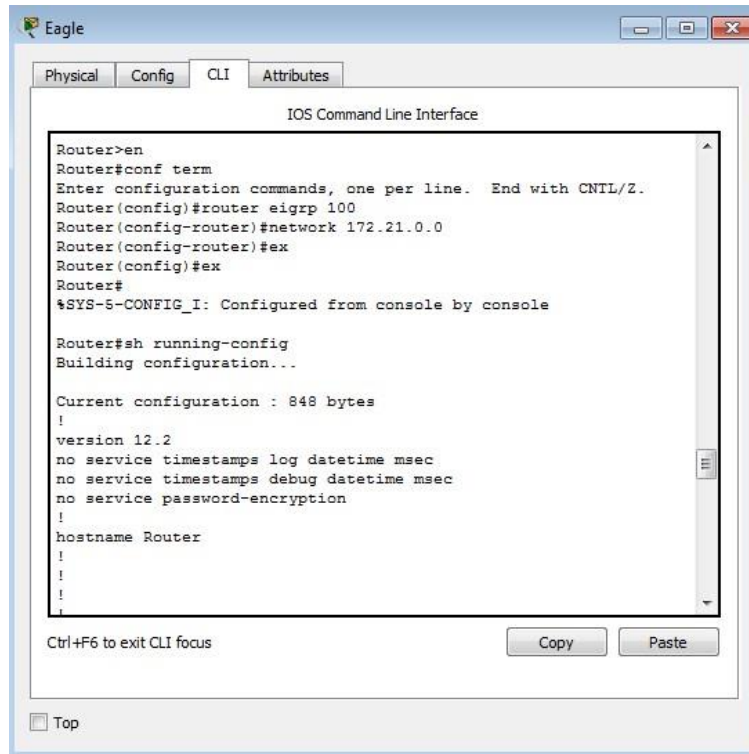 Eagle
Physical Config CLI Attributes
IOS Command Line Interface
Router>en
Router#conf term
Enter configuration commands, one per line. End with CNTL/Z.
Router(config)#router eigrp 100
Router(config-router)#network 172.21.0.0
Router(config-router)#ex
Router(config)#ex
Router#
%SYS-5-CONFIG_I: Configured from console by console
Router#sh running-config
Building configuration...
Current configuration : 848 bytes
!
version 12.2
no service timestamps log datetime msec
no service timestamps debug datetime msec
no service password-encryption
!
hostname Router
!
!
!
!
Ctrl+F6 to exit CLI focus
Copy Paste
Top